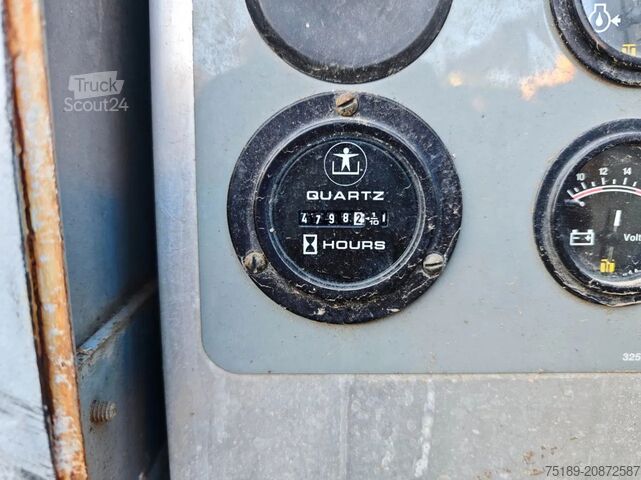 Truck
Scout24
QUARTZ
4798 2 1/10
HOURS
10 12 14
Volt
325
75189-20872587